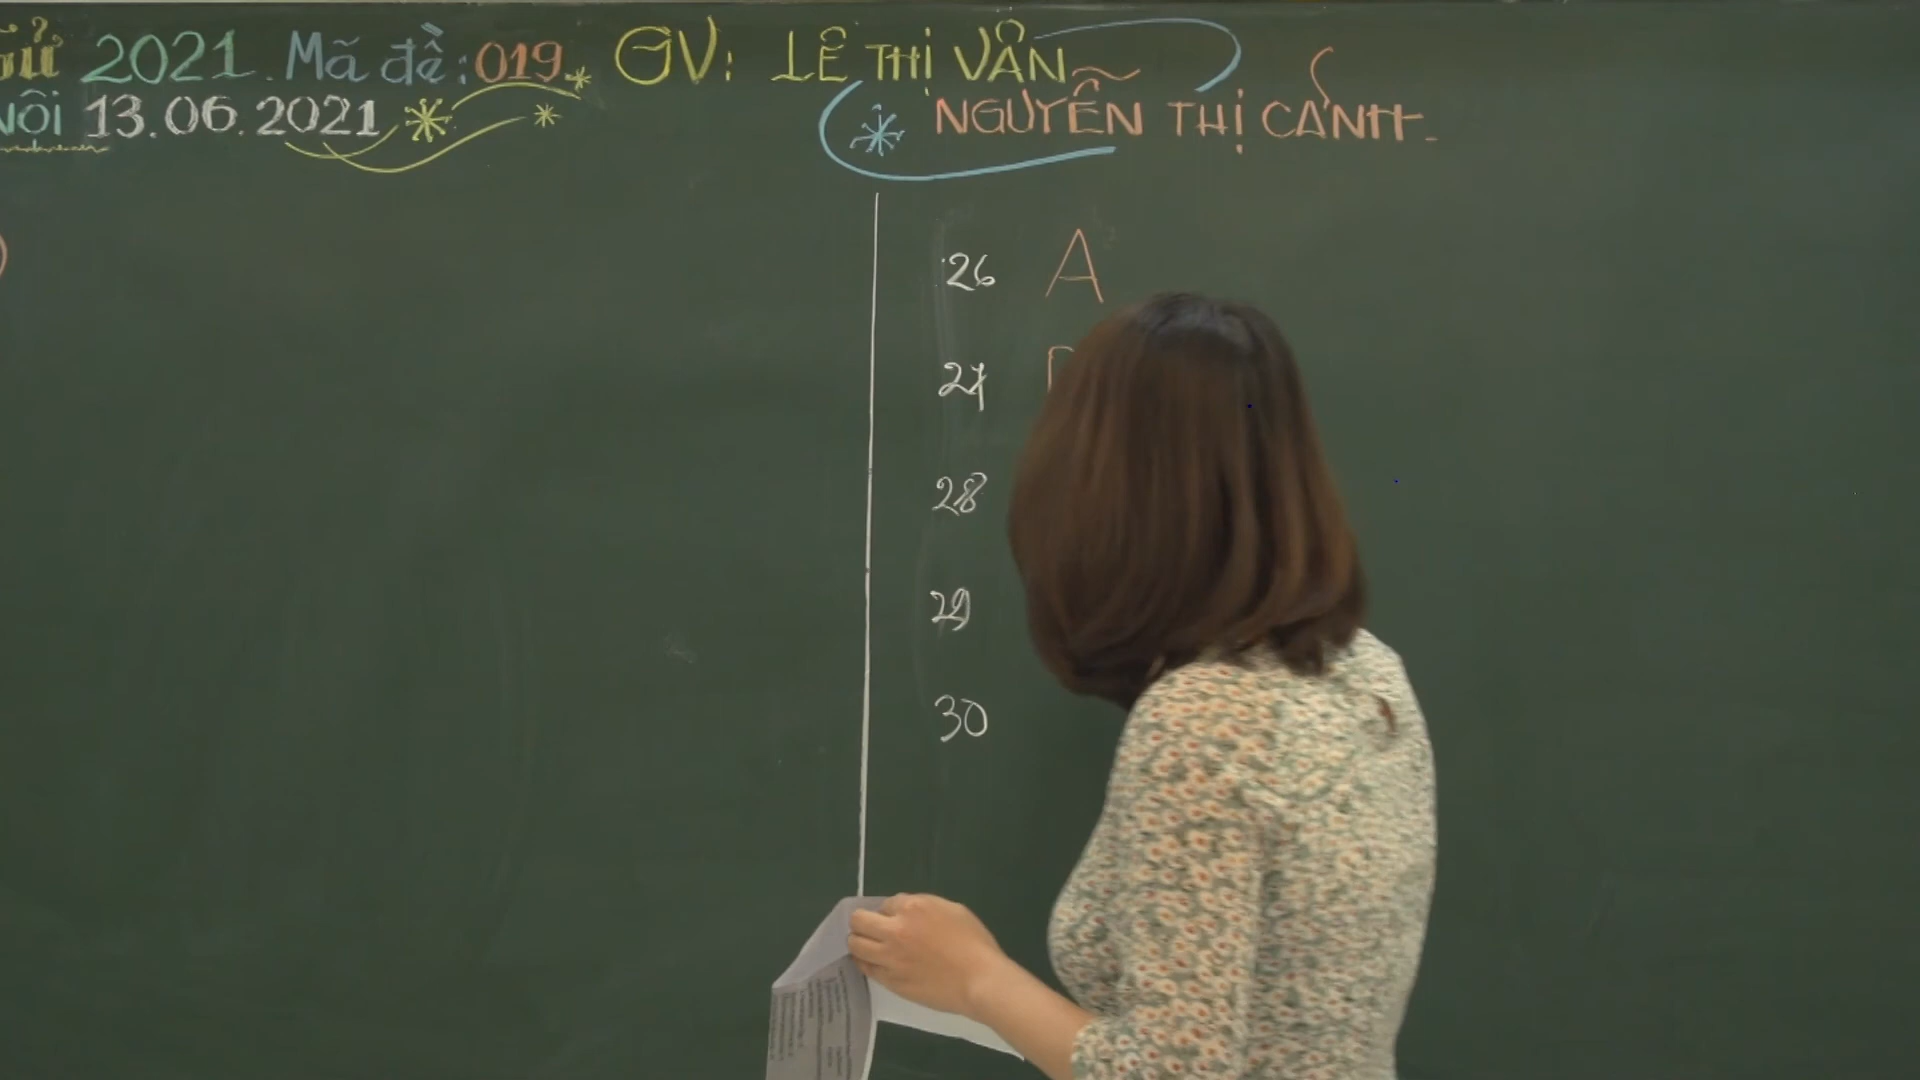 2021. Mã đề: 019. GV: LÊ THỊ VÂN
NỘI 13.06.2021 NGUYỄN THỊ CẢNH.
26 A
27
28
29
30